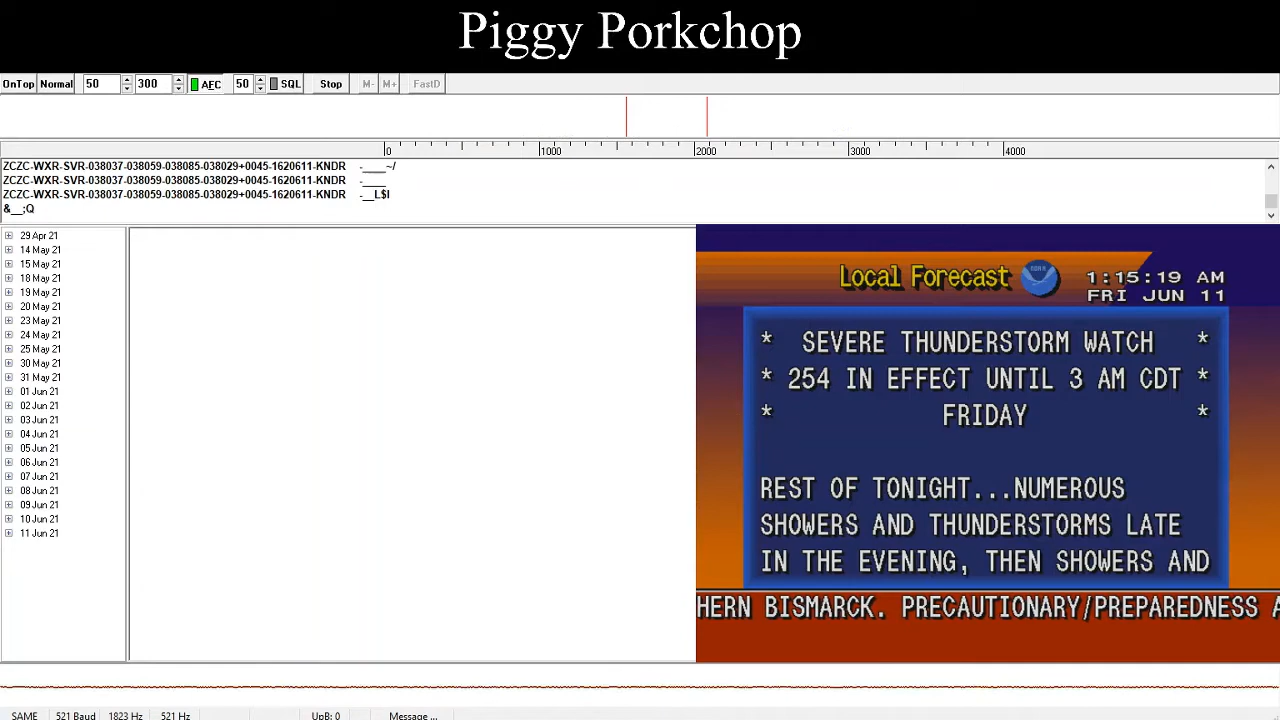 Piggy Porkchop
OnTop Normal 50 300 AFC 50 SQL Stop M- M+ FastD
0 1000 2000 3000 4000
ZCZC-WXR-SVR-038037-038059-038085-038029+0045-1620611-KNDR -____~/
ZCZC-WXR-SVR-038037-038059-038085-038029+0045-1620611-KNDR -____
ZCZC-WXR-SVR-038037-038059-038085-038029+0045-1620611-KNDR -__L$I
&__;Q
29 Apr 21
14 May 21
15 May 21
18 May 21
19 May 21
20 May 21
23 May 21
24 May 21
25 May 21
30 May 21
31 May 21
01 Jun 21
02 Jun 21
03 Jun 21
04 Jun 21
05 Jun 21
06 Jun 21
07 Jun 21
08 Jun 21
09 Jun 21
10 Jun 21
11 Jun 21
Local Forecast
NOAA
1:15:19 AM
FRI JUN 11
* SEVERE THUNDERSTORM WATCH *
* 254 IN EFFECT UNTIL 3 AM CDT *
* FRIDAY *
REST OF TONIGHT...NUMEROUS
SHOWERS AND THUNDERSTORMS LATE
IN THE EVENING, THEN SHOWERS AND
HERN BISMARCK. PRECAUTIONARY/PREPAREDNESS A
SAME 521 Baud 1823 Hz 521 Hz UpB: 0 Message ...